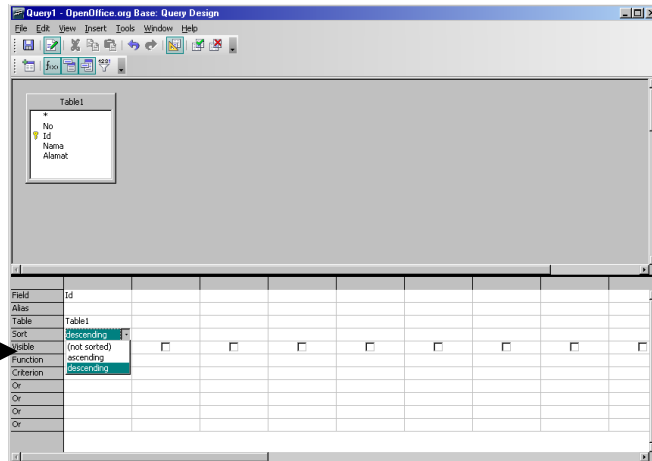 Query1 - OpenOffice.org Base: Query Design
File Edit View Insert Tools Window Help
Table1
*
No
Id
Nama
Alamat
Field Id
Alias
Table Table1
Sort descending
Visible (not sorted)
Function ascending
descending
Criterion
Or
Or
Or
Or